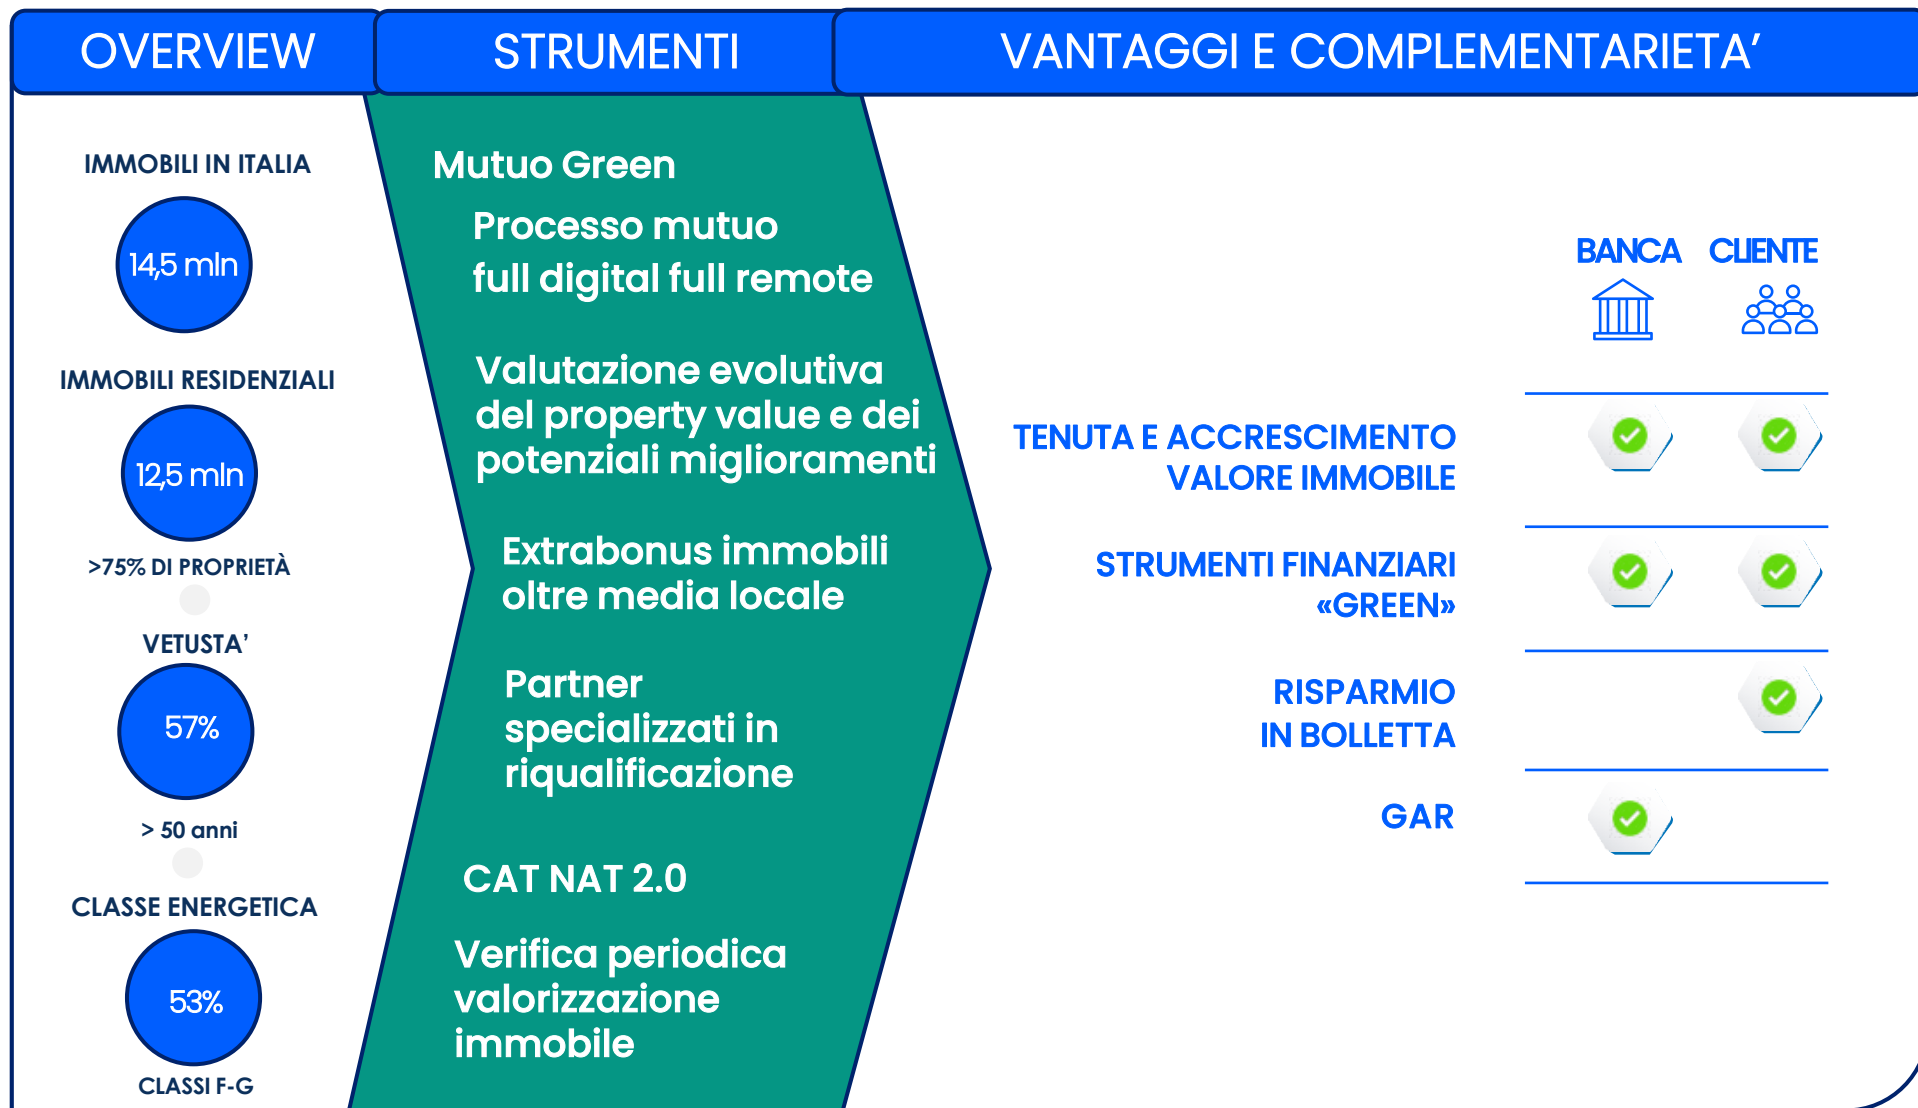 OVERVIEW
STRUMENTI
VANTAGGI E COMPLEMENTARIETA’
IMMOBILI IN ITALIA
14,5 mln
IMMOBILI RESIDENZIALI
12,5 mln
>75% DI PROPRIETÀ
VETUSTA’
57%
> 50 anni
CLASSE ENERGETICA
53%
CLASSI F-G
Mutuo Green
Processo mutuo
full digital full remote
Valutazione evolutiva
del property value e dei
potenziali miglioramenti
Extrabonus immobili
oltre media locale
Partner
specializzati in
riqualificazione
CAT NAT 2.0
Verifica periodica
valorizzazione
immobile
BANCA CLIENTE
TENUTA E ACCRESCIMENTO
VALORE IMMOBILE
STRUMENTI FINANZIARI
«GREEN»
RISPARMIO
IN BOLLETTA
GAR